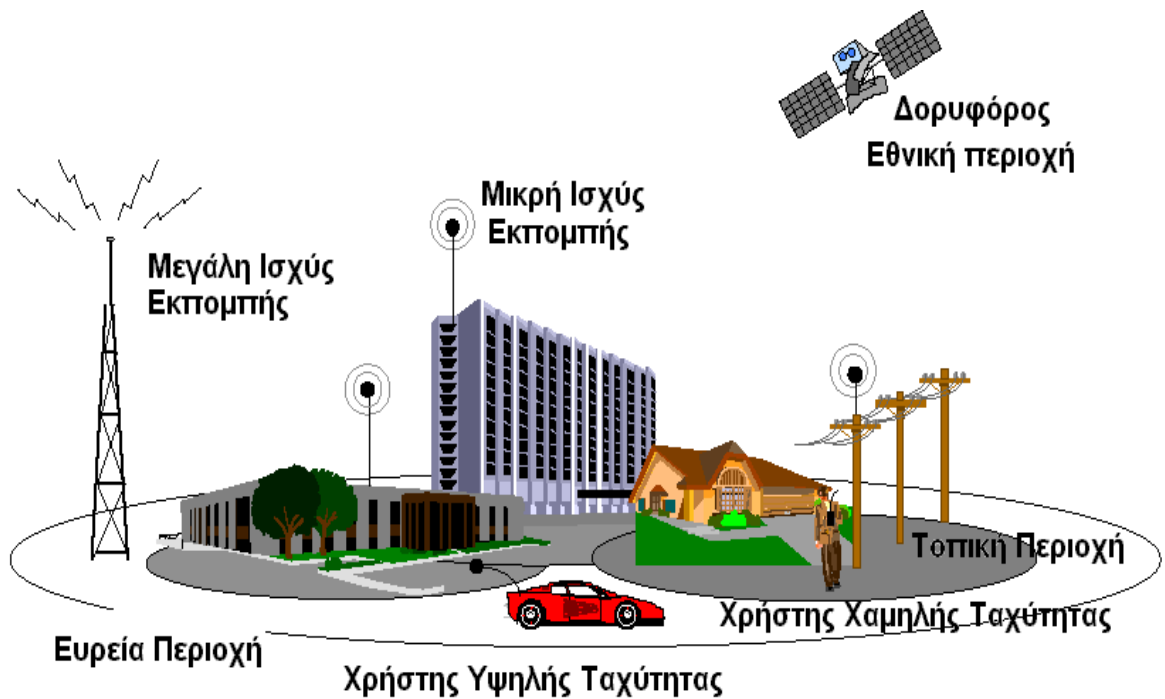 Δορυφόρος
Εθνική περιοχή
Μικρή Ισχύς
Εκπομπής
Μεγάλη Ισχύς
Εκπομπής
Τοπική Περιοχή
Χρήστης Χαμηλής Ταχύτητας
Ευρεία Περιοχή
Χρήστης Υψηλής Ταχύτητας